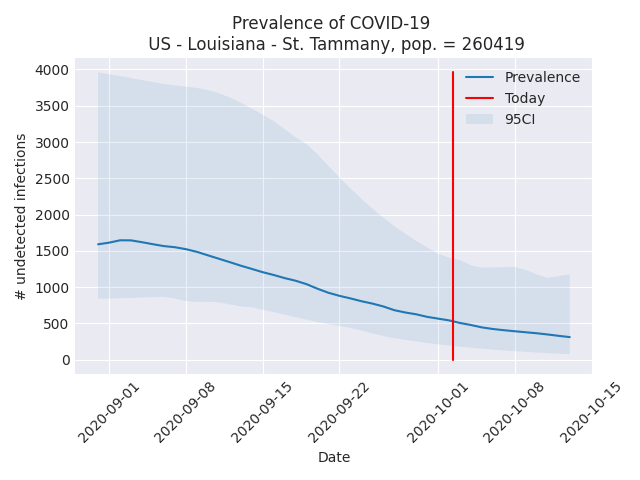 Prevalence of COVID-19
US - Louisiana - St. Tammany, pop. = 260419
4000
3500
3000
2500
2000
1500
1000
500
0
# undetected infections
Prevalence
Today
95CI
2020-09-01
2020-09-08
2020-09-15
2020-09-22
2020-10-01
2020-10-08
2020-10-15
Date